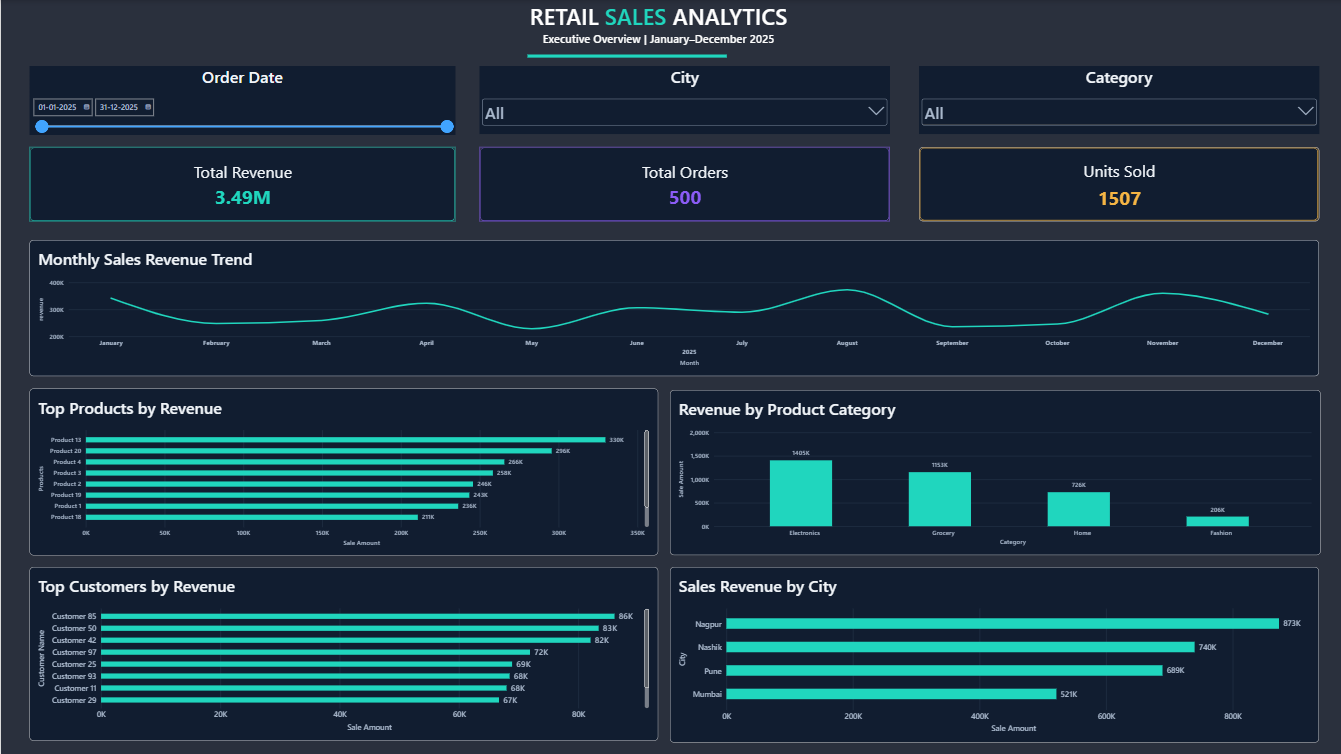 RETAIL SALES ANALYTICS
Executive Overview | January–December 2025
Order Date
01-01-2025 31-12-2025
City
All
Category
All
Total Revenue
3.49M
Total Orders
500
Units Sold
1507
Monthly Sales Revenue Trend
revenue
400K
300K
200K
January February March April May June July August September October November December
2025
Month
Top Products by Revenue
Products
Product 13 330K
Product 20 296K
Product 4 266K
Product 3 258K
Product 2 246K
Product 19 243K
Product 1 236K
Product 18 211K
0K 50K 100K 150K 200K 250K 300K 350K
Sale Amount
Revenue by Product Category
Sale Amount
2,000K
1,500K
1,000K
500K
0K
1405K 1153K 726K 206K
Electronics Grocery Home Fashion
Category
Top Customers by Revenue
Customer Name
Customer 85 86K
Customer 50 83K
Customer 42 82K
Customer 97 72K
Customer 25 69K
Customer 93 68K
Customer 11 68K
Customer 29 67K
0K 20K 40K 60K 80K
Sale Amount
Sales Revenue by City
City
Nagpur 873K
Nashik 740K
Pune 689K
Mumbai 521K
0K 200K 400K 600K 800K
Sale Amount